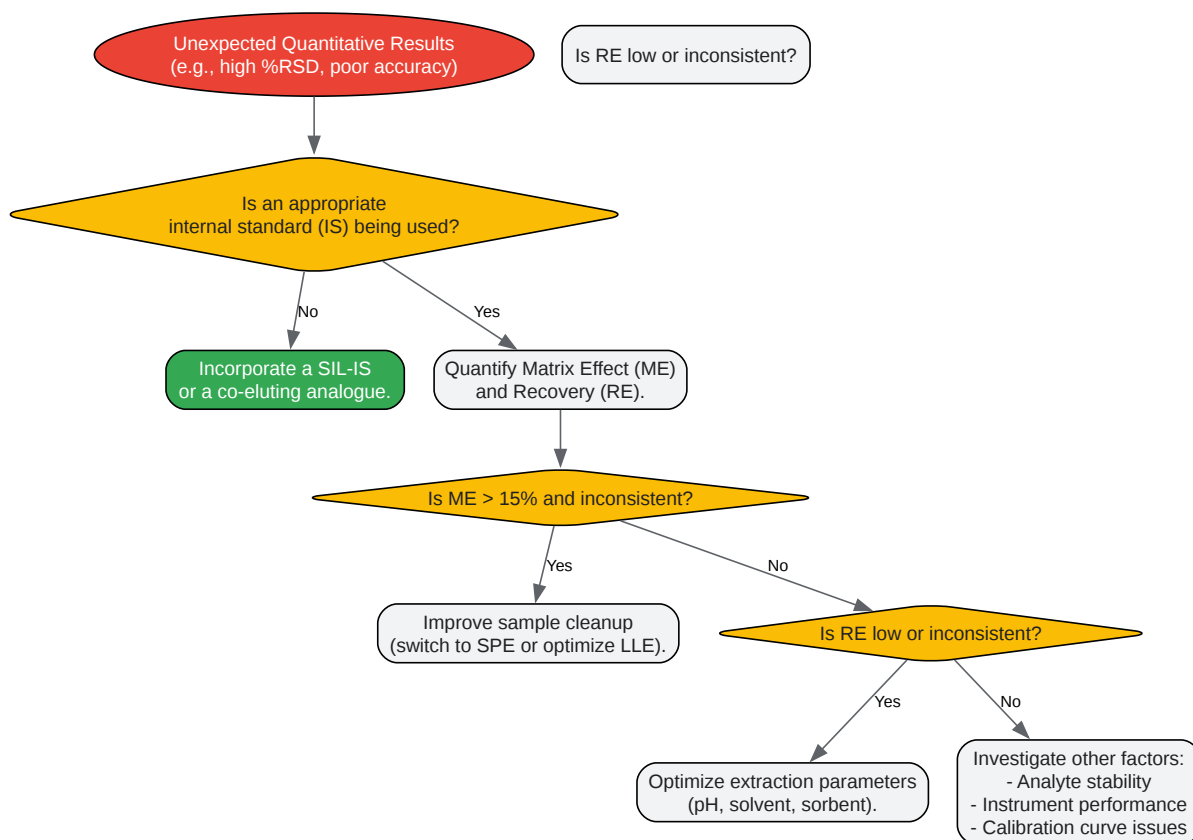 Unexpected Quantitative Results
(e.g., high %RSD, poor accuracy)
Is RE low or inconsistent?
Is an appropriate
internal standard (IS) being used?
No
Yes
Incorporate a SIL-IS
or a co-eluting analogue.
Quantify Matrix Effect (ME)
and Recovery (RE).
Is ME > 15% and inconsistent?
Yes
No
Improve sample cleanup
(switch to SPE or optimize LLE).
Is RE low or inconsistent?
Yes
No
Optimize extraction parameters
(pH, solvent, sorbent).
Investigate other factors:
- Analyte stability
- Instrument performance
- Calibration curve issues